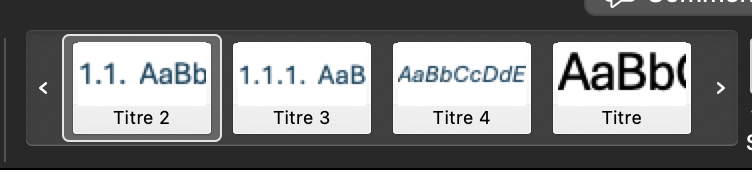 1.1. AaBb
1.1.1. AaB
AaBbCcDdE
AaBb
Titre 2
Titre 3
Titre 4
Titre